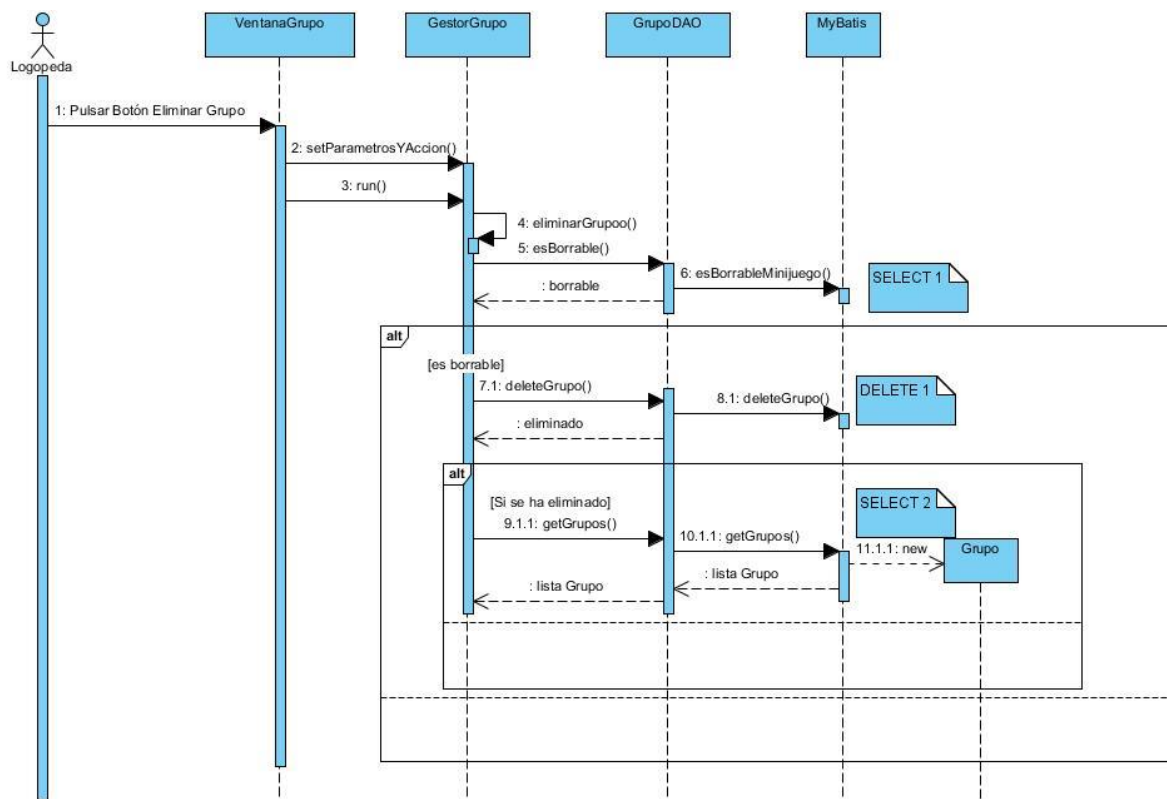 VentanaGrupo
GestorGrupo
GrupoDAO
MyBatis
Logopeda
1: Pulsar Botón Eliminar Grupo
2: setParametrosYAccion()
3: run()
4: eliminarGrupoo()
5: esBorrable()
6: esBorrableMinijuego()
SELECT 1
: borrable
alt
[es borrable]
7.1: deleteGrupo()
8.1: deleteGrupo()
DELETE 1
: eliminado
alt
[Si se ha eliminado]
SELECT 2
9.1.1: getGrupos()
10.1.1: getGrupos()
11.1.1: new
Grupo
: lista Grupo
: lista Grupo